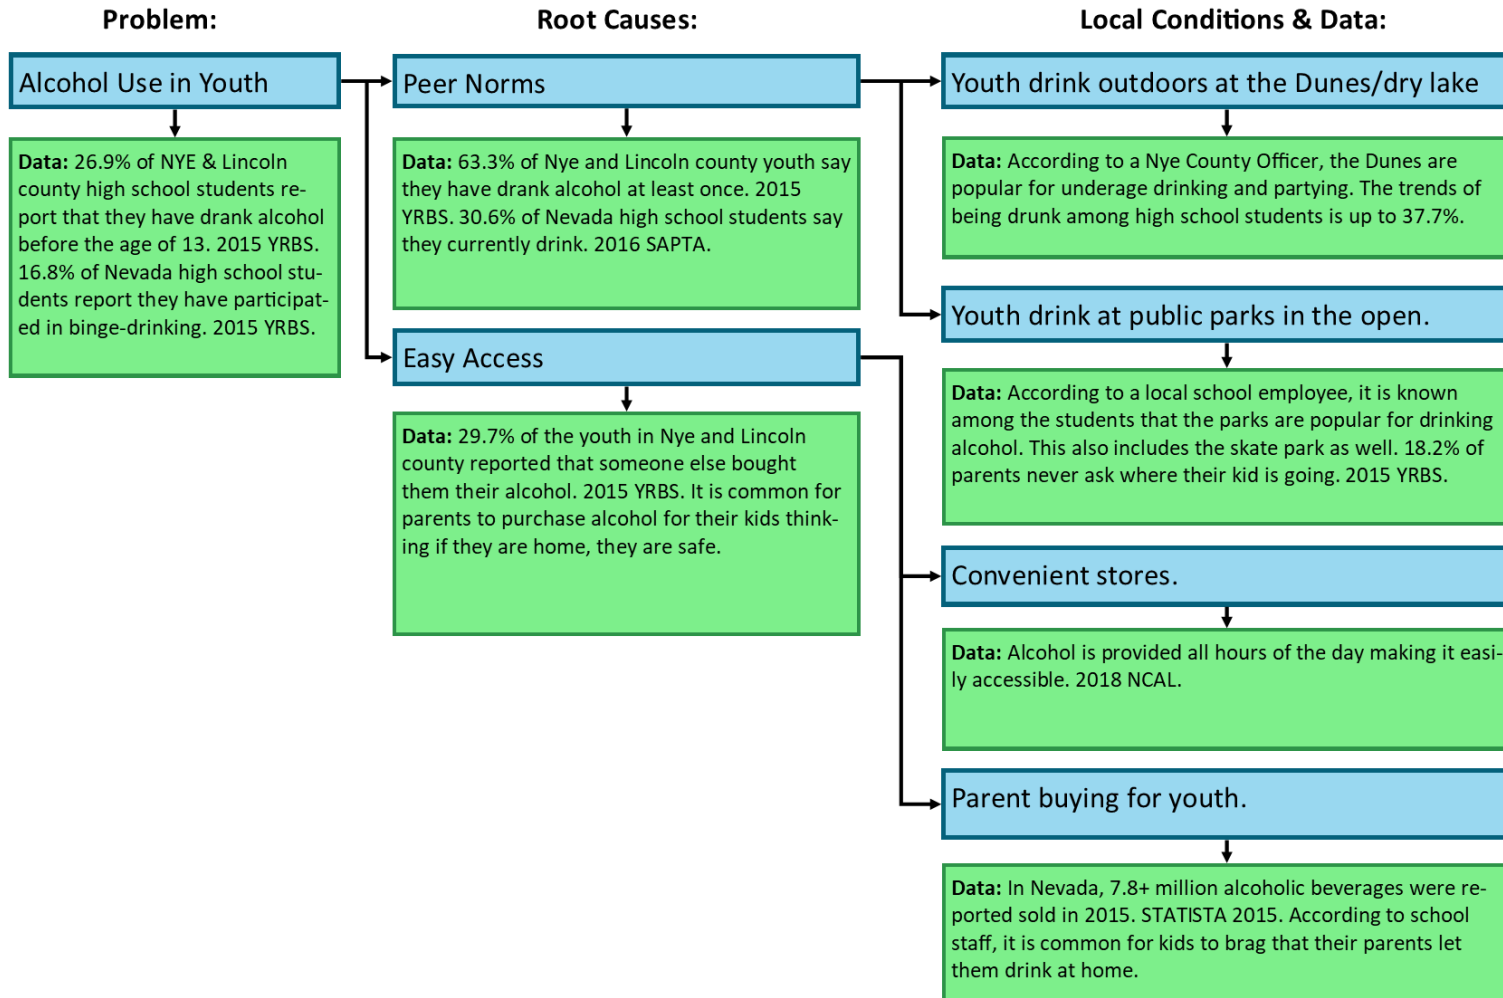 Problem:
Root Causes:
Local Conditions & Data:
Alcohol Use in Youth
Data: 26.9% of NYE & Lincoln
county high school students re-
port that they have drank alcohol
before the age of 13. 2015 YRBS.
16.8% of Nevada high school stu-
dents report they have participat-
ed in binge-drinking. 2015 YRBS.
Peer Norms
Data: 63.3% of Nye and Lincoln county youth say
they have drank alcohol at least once. 2015
YRBS. 30.6% of Nevada high school students say
they currently drink. 2016 SAPTA.
Easy Access
Data: 29.7% of the youth in Nye and Lincoln
county reported that someone else bought
them their alcohol. 2015 YRBS. It is common for
parents to purchase alcohol for their kids think-
ing if they are home, they are safe.
Youth drink outdoors at the Dunes/dry lake
Data: According to a Nye County Officer, the Dunes are
popular for underage drinking and partying. The trends of
being drunk among high school students is up to 37.7%.
Youth drink at public parks in the open.
Data: According to a local school employee, it is known
among the students that the parks are popular for drinking
alcohol. This also includes the skate park as well. 18.2% of
parents never ask where their kid is going. 2015 YRBS.
Convenient stores.
Data: Alcohol is provided all hours of the day making it easi-
ly accessible. 2018 NCAL.
Parent buying for youth.
Data: In Nevada, 7.8+ million alcoholic beverages were re-
ported sold in 2015. STATISTA 2015. According to school
staff, it is common for kids to brag that their parents let
them drink at home.